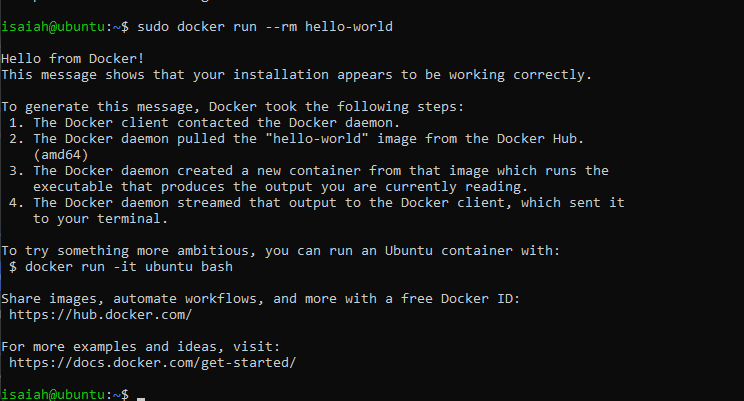 isaiah@ubuntu:~$ sudo docker run --rm hello-world
Hello from Docker!
This message shows that your installation appears to be working correctly.
To generate this message, Docker took the following steps:
 1. The Docker client contacted the Docker daemon.
 2. The Docker daemon pulled the "hello-world" image from the Docker Hub.
    (amd64)
 3. The Docker daemon created a new container from that image which runs the
    executable that produces the output you are currently reading.
 4. The Docker daemon streamed that output to the Docker client, which sent it
    to your terminal.
To try something more ambitious, you can run an Ubuntu container with:
 $ docker run -it ubuntu bash
Share images, automate workflows, and more with a free Docker ID:
 https://hub.docker.com/
For more examples and ideas, visit:
 https://docs.docker.com/get-started/
isaiah@ubuntu:~$